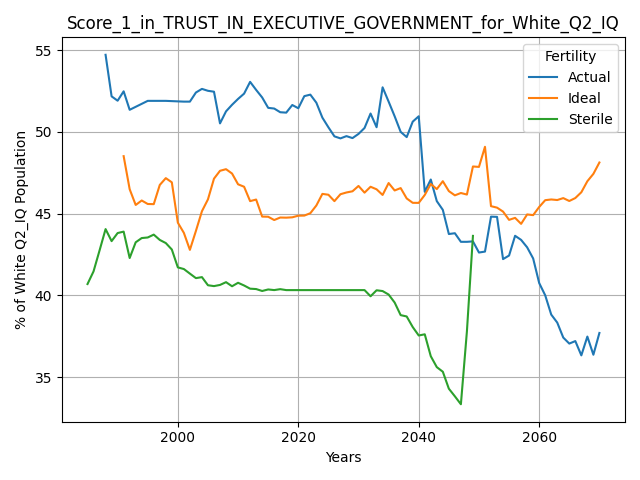 Score_1_in_TRUST_IN_EXECUTIVE_GOVERNMENT_for_White_Q2_IQ
Fertility
Actual
Ideal
Sterile
% of White Q2_IQ Population
55
50
45
40
35
2000
2020
2040
2060
Years